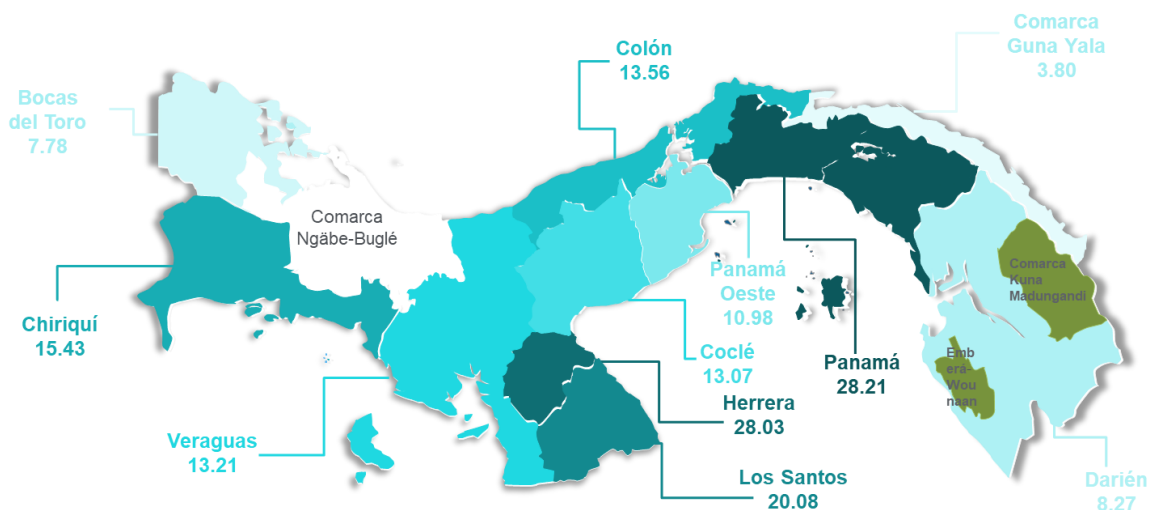 Colón
13.56
Comarca
Guna Yala
3.80
Bocas
del Toro
7.78
Comarca
Ngäbe-Buglé
Panamá
Oeste
10.98
Comarca
Kuna
Madungandi
Chiriquí
15.43
Coclé
13.07
Panamá
28.21
Emb
erá-
Wou
naan
Herrera
28.03
Veraguas
13.21
Los Santos
20.08
Darién
8.27